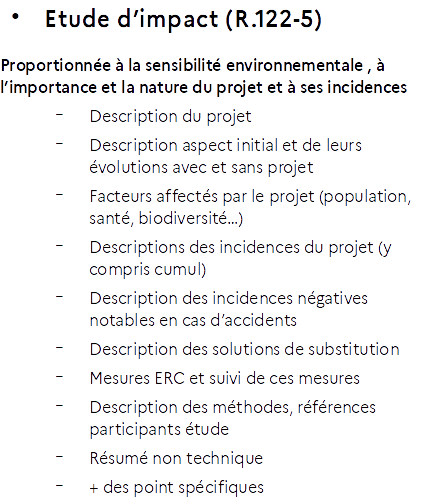 • Etude d’impact (R.122-5)
Proportionnée à la sensibilité environnementale , à
l’importance et la nature du projet et à ses incidences
– Description du projet
– Description aspect initial et de leurs
évolutions avec et sans projet
– Facteurs affectés par le projet (population,
santé, biodiversité…)
– Descriptions des incidences du projet (y
compris cumul)
– Description des incidences négatives
notables en cas d’accidents
– Description des solutions de substitution
– Mesures ERC et suivi de ces mesures
– Description des méthodes, références
participants étude
– Résumé non technique
– + des point spécifiques